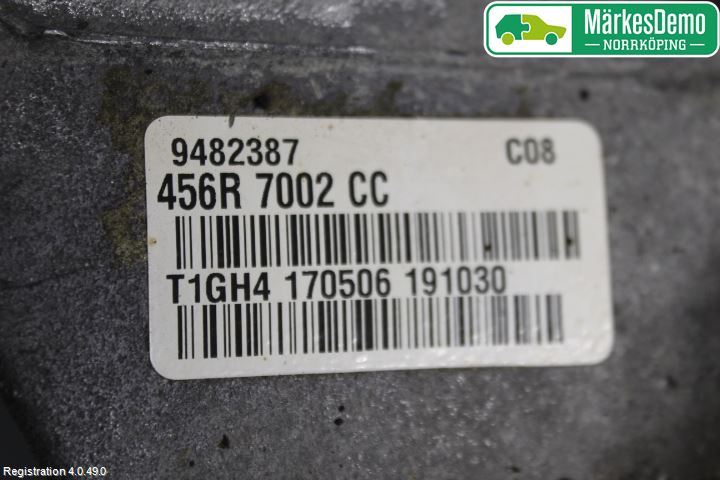 MärkesDemo
NORRKÖPING
9482387 C08
456R 7002 CC
T1GH4 170506 191030
Registration 4.0.49.0